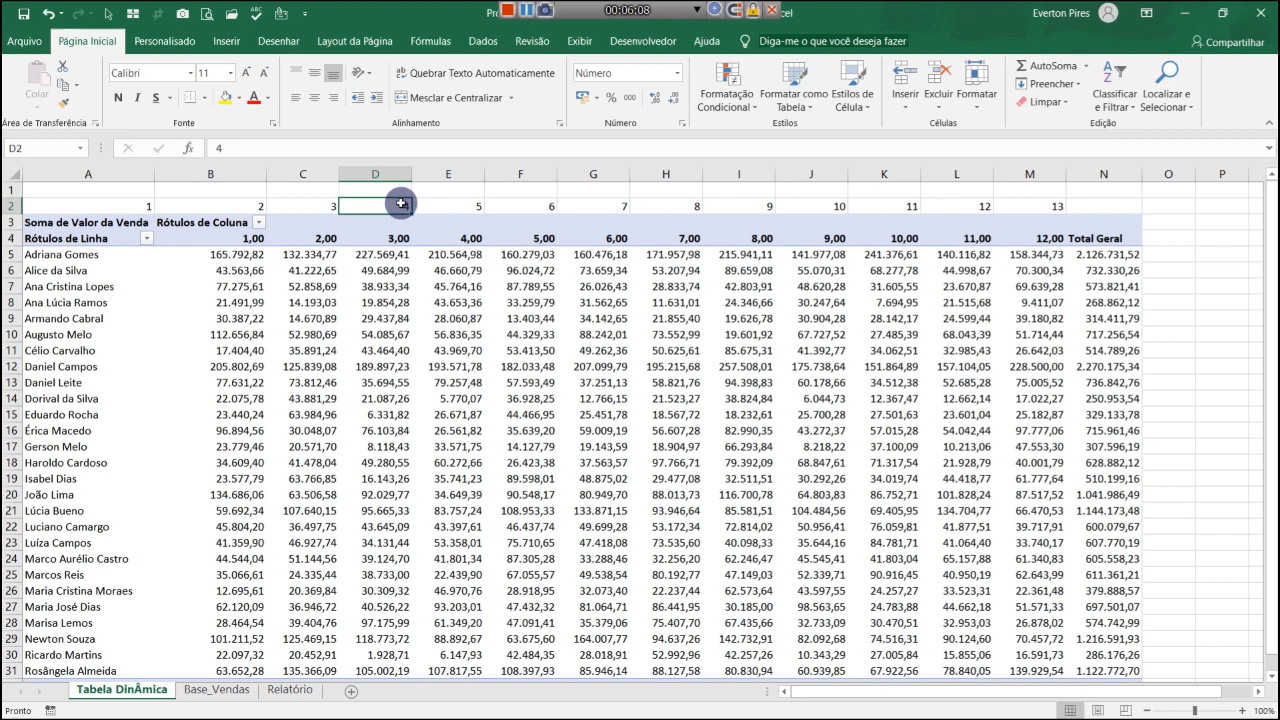 Pro
00:06:08
cel
Everton Pires
Arquivo Página Inicial Personalisado Inserir Desenhar Layout da Página Fórmulas Dados Revisão Exibir Desenvolvedor Ajuda Diga-me o que você deseja fazer Compartilhar
Colar Calibri 11 Quebrar Texto Automaticamente Número Formatação Condicional Formatar como Tabela Estilos de Célula Inserir Excluir Formatar AutoSoma Classificar e Filtrar Localizar e Selecionar
N I S Mesclar e Centralizar % 000 Preencher
Limpar
Área de Transferência Fonte Alinhamento Número Estilos Células Edição
D2 fx 4
A B C D E F G H I J K L M N O P
1
2 1 2 3 4 5 6 7 8 9 10 11 12 13
3 Soma de Valor da Venda Rótulos de Coluna
4 Rótulos de Linha 1,00 2,00 3,00 4,00 5,00 6,00 7,00 8,00 9,00 10,00 11,00 12,00 Total Geral
5 Adriana Gomes 165.792,82 132.334,77 227.569,41 210.564,98 160.279,03 160.476,18 171.957,98 215.941,11 141.977,08 241.376,61 140.116,82 158.344,73 2.126.731,52
6 Alice da Silva 43.563,66 41.222,65 49.684,99 46.660,79 96.024,72 73.659,34 53.207,94 89.659,08 55.070,31 68.277,78 44.998,67 70.300,34 732.330,26
7 Ana Cristina Lopes 77.275,61 52.858,69 38.933,34 45.764,16 87.789,55 26.026,43 28.833,74 42.803,91 48.620,28 31.605,55 23.670,87 69.639,28 573.821,41
8 Ana Lúcia Ramos 21.491,99 14.193,03 19.854,28 43.653,36 33.259,79 31.562,65 11.631,01 24.346,66 30.247,64 7.694,95 21.515,68 9.411,07 268.862,12
9 Armando Cabral 30.387,22 14.670,89 29.437,84 28.060,87 13.403,44 34.142,65 21.855,40 19.626,78 30.904,27 28.142,17 24.599,48 39.180,82 314.411,79
10 Augusto Melo 112.656,84 52.980,69 54.085,67 56.836,35 44.329,33 88.242,01 73.552,99 19.601,92 67.727,52 27.485,39 68.043,39 51.714,44 717.256,54
11 Célio Carvalho 17.404,40 35.891,24 43.464,40 43.969,70 53.413,50 49.262,36 50.625,61 85.675,31 41.392,77 34.062,51 32.985,43 26.642,03 514.789,26
12 Daniel Campos 205.802,69 125.839,08 189.897,23 193.571,78 182.033,48 207.099,79 195.215,68 257.508,01 175.738,64 151.864,89 157.104,05 228.500,00 2.270.175,34
13 Daniel Leite 77.631,22 73.812,46 35.694,55 79.257,48 57.593,49 37.251,13 58.821,76 94.398,83 60.178,66 34.512,38 52.685,28 75.005,52 736.842,76
14 Dorival da Silva 22.075,78 43.881,29 21.087,26 5.770,07 36.928,25 12.766,15 21.523,27 38.824,84 6.044,73 12.367,47 12.662,14 17.022,27 250.953,54
15 Eduardo Rocha 23.440,24 63.984,96 6.331,82 26.671,87 44.466,95 25.451,78 18.567,72 18.232,61 25.700,28 27.501,63 23.601,04 25.182,87 329.133,78
16 Érica Macedo 96.894,56 30.048,07 76.103,84 26.561,82 35.639,20 59.009,19 56.607,28 82.990,35 43.272,37 57.015,08 54.042,44 97.777,06 715.961,46
17 Gerson Melo 23.779,46 20.571,70 8.118,43 33.571,75 14.127,79 19.143,59 18.904,97 66.293,84 8.218,22 37.100,09 10.213,06 47.553,30 307.596,19
18 Haroldo Cardoso 34.609,40 41.478,04 49.280,55 60.272,66 26.423,38 37.563,57 97.766,71 79.392,09 68.847,61 71.317,54 21.928,79 40.001,79 628.882,12
19 Isabel Dias 23.577,79 63.766,85 16.143,26 35.741,23 89.598,01 48.875,02 29.477,08 31.511,50 30.292,26 34.019,74 44.418,77 61.777,64 510.199,16
20 João Lima 134.686,06 63.506,58 92.029,77 34.649,39 90.548,17 80.949,70 88.013,73 116.700,78 64.803,83 86.752,71 101.828,24 87.517,52 1.041.986,49
21 Lúcia Bueno 59.692,34 107.640,15 95.665,33 83.757,24 108.953,33 133.871,15 93.946,64 85.581,51 104.484,56 69.405,95 134.704,77 66.470,53 1.144.173,48
22 Luciano Camargo 45.804,20 36.497,75 43.645,09 43.397,61 46.437,74 49.699,28 53.172,34 72.814,02 50.956,41 76.059,81 41.877,51 39.717,91 600.079,67
23 Luíza Campos 41.359,90 46.927,74 34.131,44 53.358,01 75.710,65 47.418,08 73.535,60 40.098,33 35.644,16 84.781,71 41.064,40 33.740,17 607.770,19
24 Marco Aurélio Castro 44.544,04 51.144,56 39.124,70 41.801,34 87.305,28 33.288,46 32.256,20 62.246,46 45.545,41 41.803,04 65.157,88 61.340,83 605.558,23
25 Marcos Reis 35.066,61 24.335,44 38.733,00 22.439,90 67.055,57 49.538,54 80.192,77 47.149,03 52.339,71 90.916,45 40.950,19 62.643,99 611.361,21
26 Maria Cristina Moraes 12.695,61 20.369,84 30.309,32 46.970,76 28.918,95 32.073,40 22.237,44 62.573,64 43.597,55 24.257,27 33.523,31 22.361,48 379.888,57
27 Maria José Dias 62.120,09 36.946,72 40.526,22 93.203,01 47.432,32 81.064,71 86.441,95 30.185,00 98.563,65 24.783,88 44.662,18 51.571,33 697.501,07
28 Marisa Lemos 28.464,54 39.404,76 97.175,99 61.349,20 47.091,41 35.379,06 75.407,70 67.932,41 32.733,09 30.957,31 31.953,03 26.878,02 574.742,99
29 Newton Souza 101.211,52 125.469,15 118.773,72 88.892,67 63.675,60 164.007,77 94.637,26 142.732,91 82.092,68 74.516,31 90.124,60 70.457,72 1.216.591,93
30 Ricardo Martins 22.097,32 20.452,91 1.928,71 6.147,93 42.484,35 28.018,91 52.992,96 42.257,26 10.343,29 27.005,14 15.855,06 16.591,73 286.176,26
31 Rosângela Almeida 63.652,28 135.366,09 105.002,19 107.817,55 108.397,93 85.946,14 88.127,58 80.830,94 60.939,85 67.922,56 78.840,05 139.929,54 1.122.772,70
Tabela DinÂmica Base_Vendas Relatório
Pronto 100%